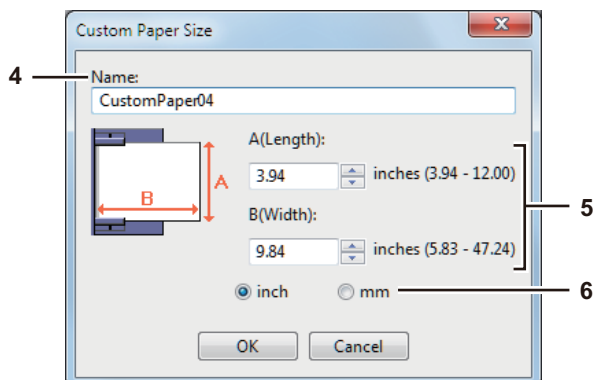 Custom Paper Size
4
Name:
CustomPaper04
A(Length):
3.94 inches (3.94 - 12.00)
A
B
B(Width):
5
9.84 inches (5.83 - 47.24)
inch mm 6
OK Cancel